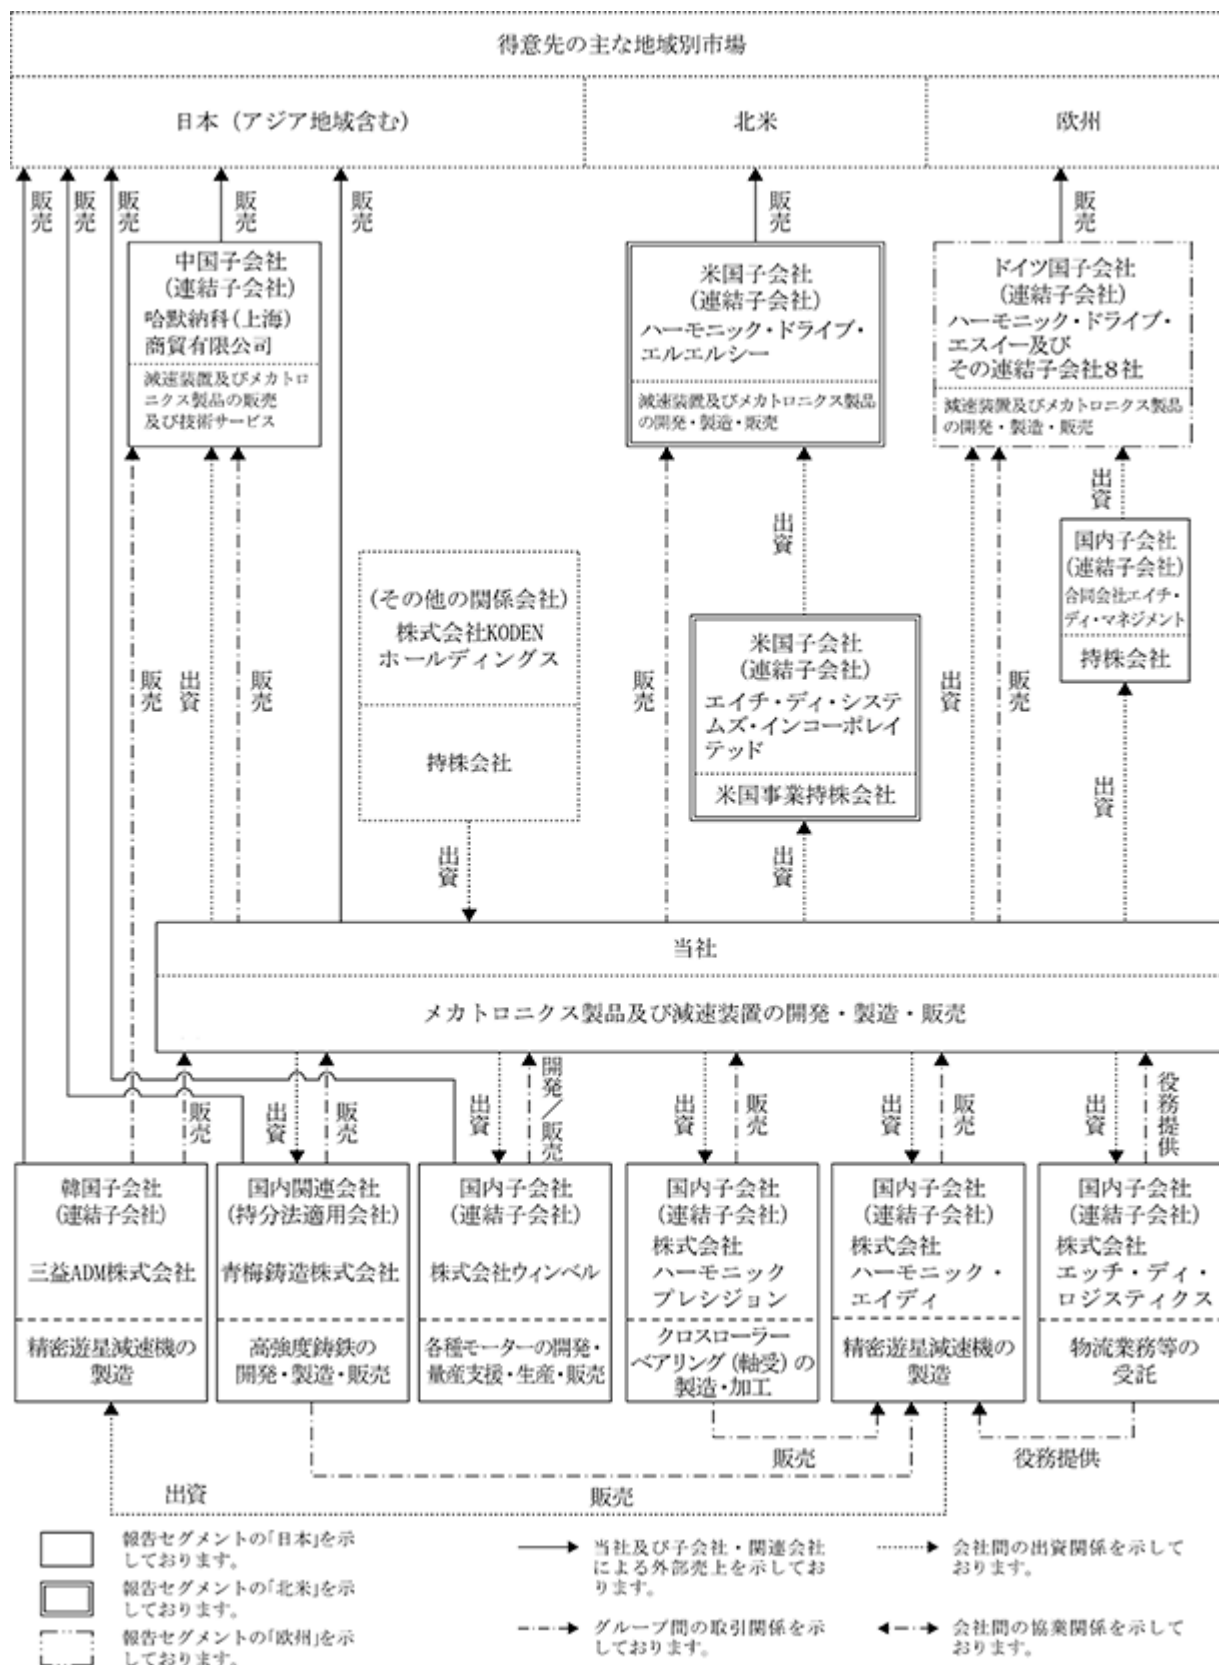 得意先の主な地域別市場
日本（アジア地域含む）
北米
欧州
販売
販売
販売
販売
販売
販売
販売
中国子会社
(連結子会社)
哈默納科(上海)
商貿有限公司
減速装置及びメカトロ
ニクス製品の販売
及び技術サービス
米国子会社
(連結子会社)
ハーモニック・ドライブ・
エルエルシー
減速装置及びメカトロニクス製品
の開発・製造・販売
ドイツ国子会社
(連結子会社)
ハーモニック・ドライブ・
エスイー及び
その連結子会社８社
減速装置及びメカトロニクス製品
の開発・製造・販売
出資
国内子会社
(連結子会社)
合同会社エイチ・
ディ・マネジメント
持株会社
出資
(その他の関係会社)
株式会社KODEN
ホールディングス
持株会社
出資
米国子会社
(連結子会社)
エイチ・ディ・システ
ムズ・インコーポレイ
テッド
米国事業持株会社
販売
出資
販売
販売
出資
販売
出資
出資
出資
当社
メカトロニクス製品及び減速装置の開発・製造・販売
販売
出資
販売
出資
開発／販売
出資
販売
出資
販売
出資
役務提供
韓国子会社
(連結子会社)
三益ADM株式会社
精密遊星減速機の
製造
国内関連会社
(持分法適用会社)
青梅鋳造株式会社
高強度鋳鉄の
開発・製造・販売
国内子会社
(連結子会社)
株式会社ウィンベル
各種モーターの開発・
量産支援・生産・販売
国内子会社
(連結子会社)
株式会社
ハーモニック
プレシジョン
クロスローラー
ベアリング（軸受）の
製造・加工
国内子会社
(連結子会社)
株式会社
ハーモニック・
エイディ
精密遊星減速機の
製造
国内子会社
(連結子会社)
株式会社
エッチ・ディ・
ロジスティクス
物流業務等の
受託
販売
役務提供
出資
販売
報告セグメントの「日本」を示
しております。
報告セグメントの「北米」を示
しております。
報告セグメントの「欧州」を示
しております。
当社及び子会社・関連会社
による外部売上を示してお
ります。
グループ間の取引関係を示
しております。
会社間の出資関係を示して
おります。
会社間の協業関係を示して
おります。